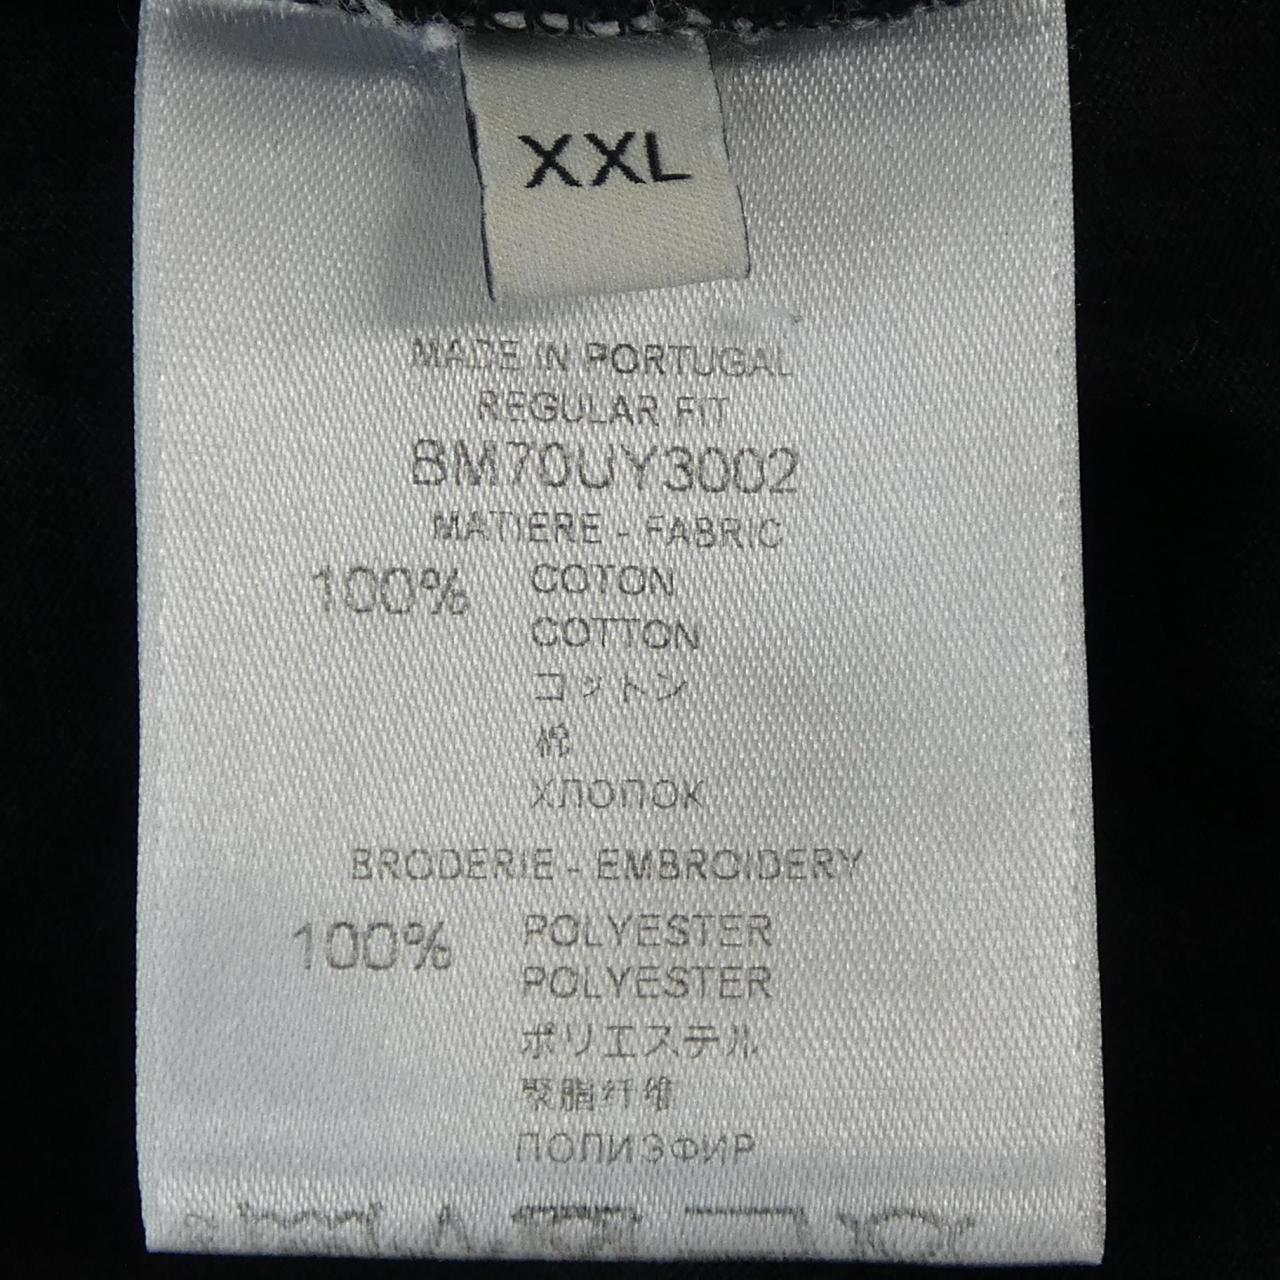 XXL
MADE IN PORTUGAL
REGULAR FIT
BM70UY3002
MATIERE - FABRIC
100% COTON
COTTON
コットン
棉
ХЛОПОК
BRODERIE - EMBROIDERY
100% POLYESTER
POLYESTER
ポリエステル
聚脂纤维
ПОЛИЭФИР